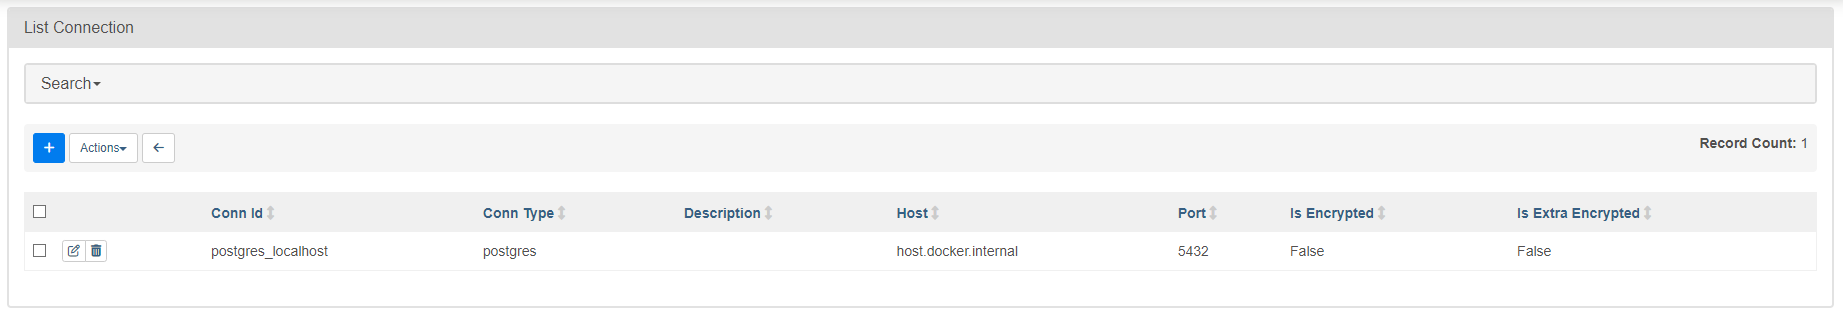 List Connection
Search
Actions
Record Count: 1
Conn Id Conn Type Description Host Port Is Encrypted Is Extra Encrypted
postgres_localhost postgres host.docker.internal 5432 False False